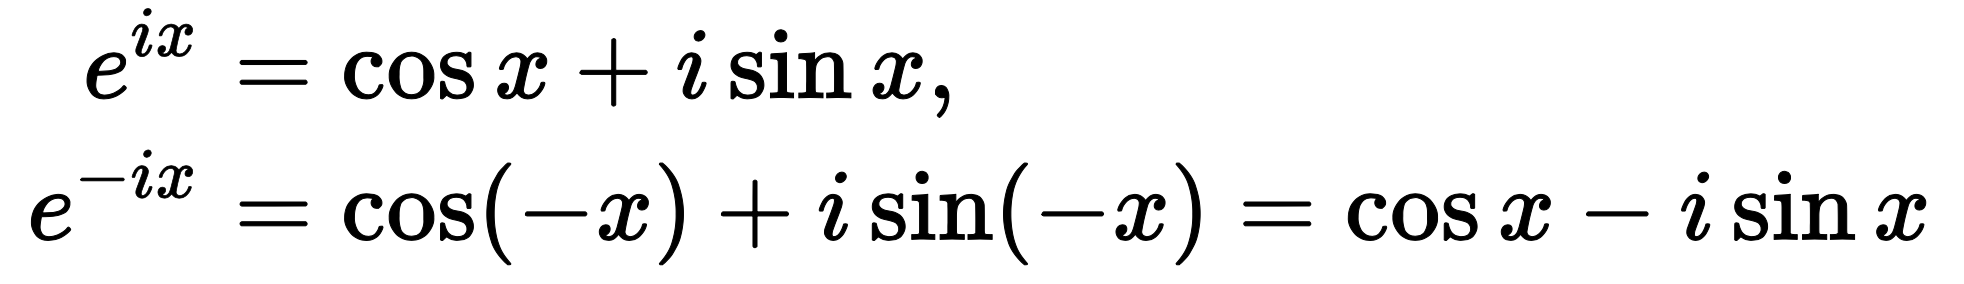 e^{ix} = cos x + i sin x,
e^{−ix} = cos(−x) + i sin(−x) = cos x − i sin x